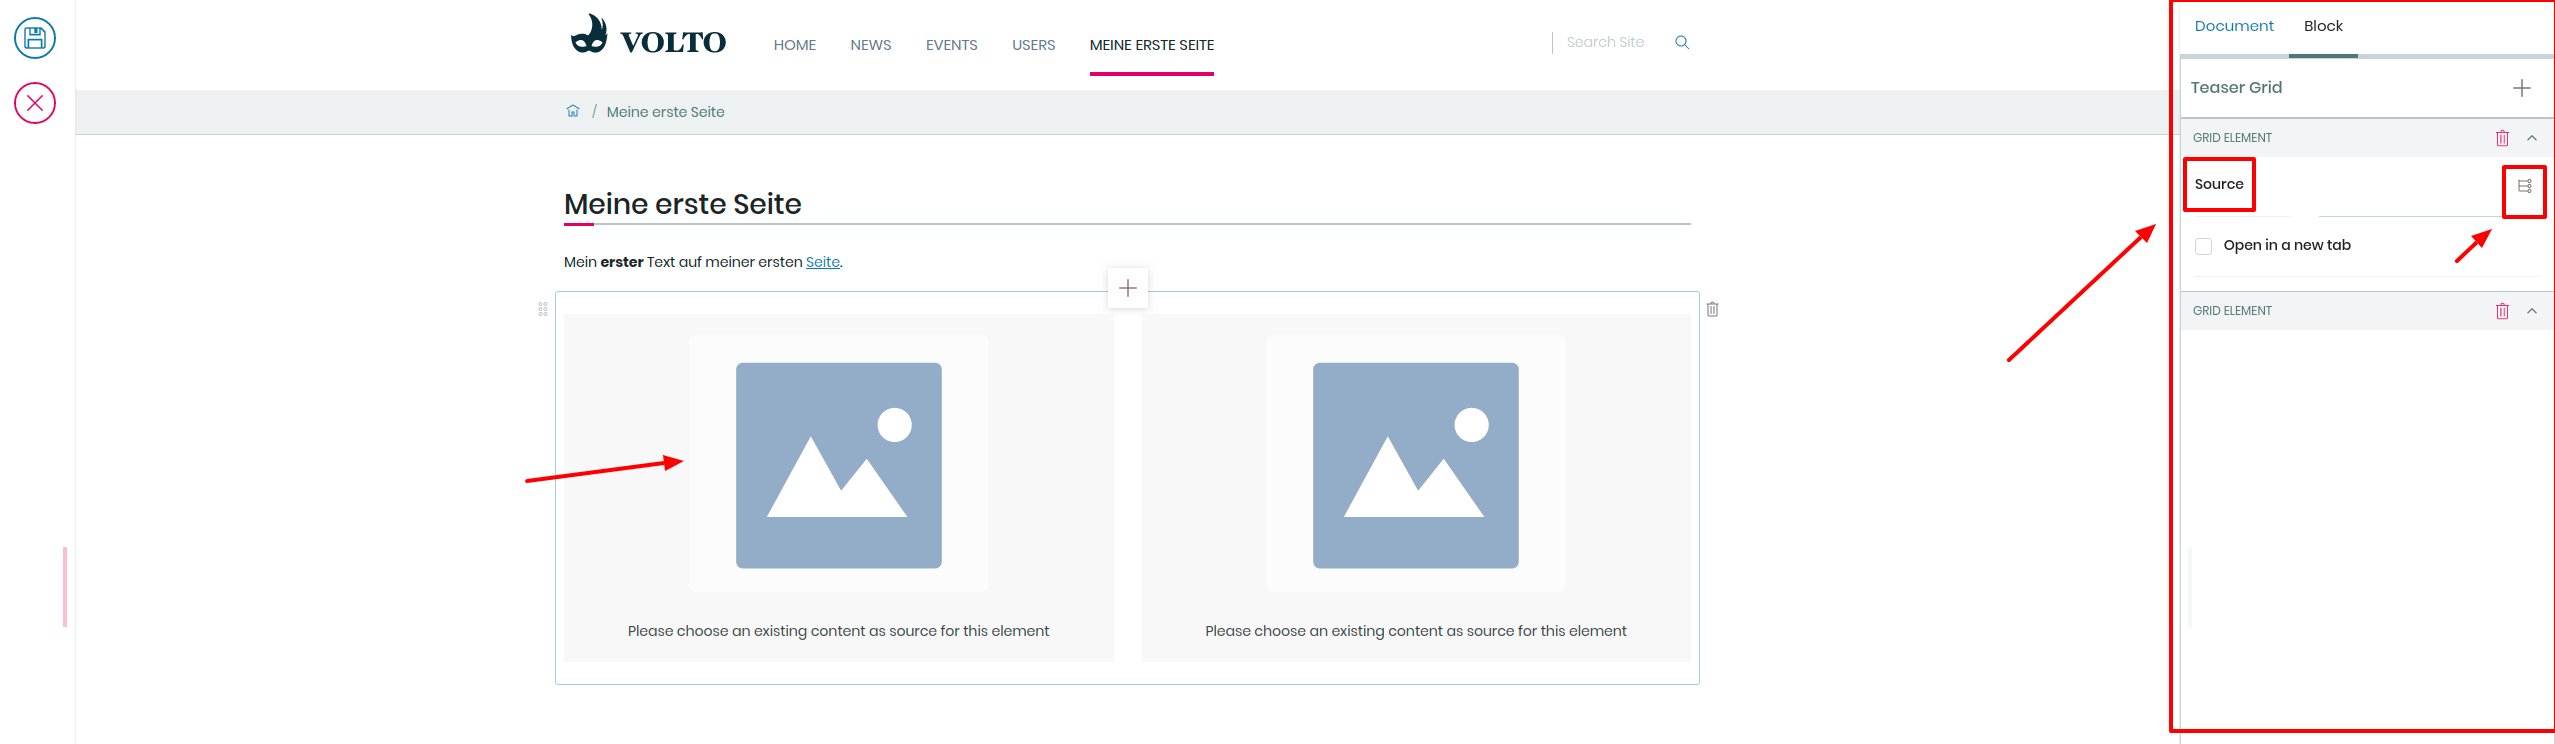 VOLTO
HOME NEWS EVENTS USERS MEINE ERSTE SEITE
Search Site
/ Meine erste Seite
Meine erste Seite
Mein erster Text auf meiner ersten Seite.
Please choose an existing content as source for this element
Please choose an existing content as source for this element
Document Block
Teaser Grid
GRID ELEMENT
Source
Open in a new tab
GRID ELEMENT